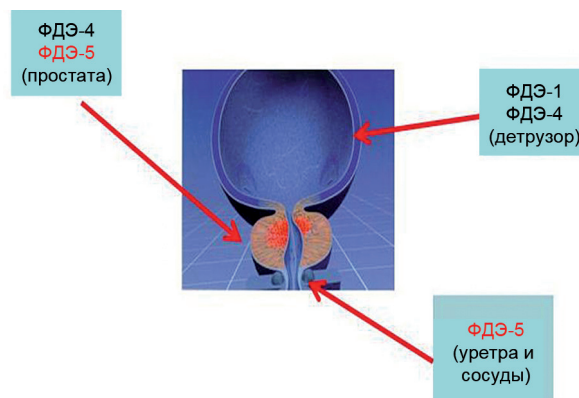 ФДЭ-4
ФДЭ-5
(простата)
ФДЭ-1
ФДЭ-4
(детрузор)
ФДЭ-5
(уретра и
сосуды)